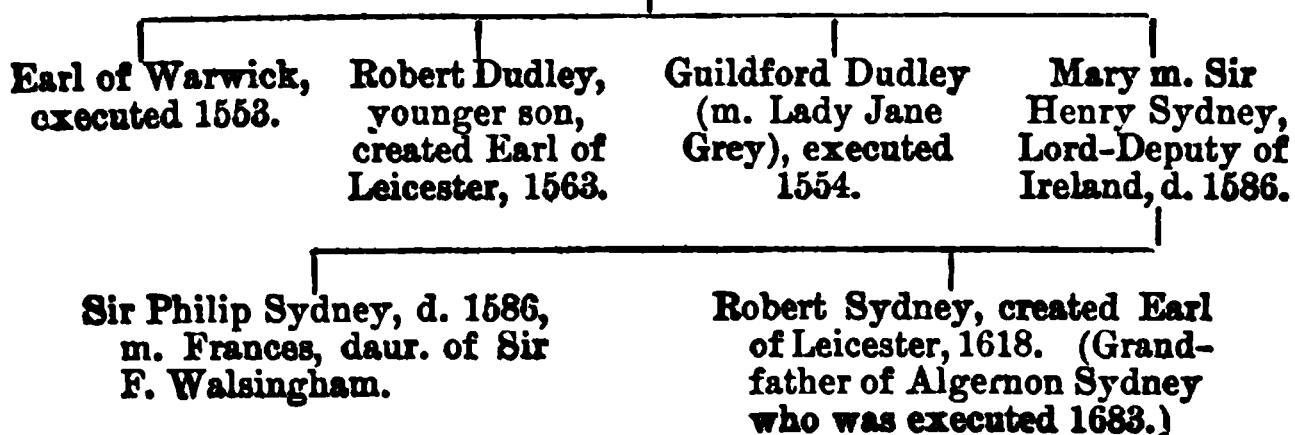 Earl of Warwick,
executed 1553.
Robert Dudley,
younger son,
created Earl of
Leicester, 1563.
Guildford Dudley
(m. Lady Jane
Grey), executed
1554.
Mary m. Sir
Henry Sydney,
Lord-Deputy of
Ireland, d. 1586.
Sir Philip Sydney, d. 1586,
m. Frances, daur. of Sir
F. Walsingham.
Robert Sydney, created Earl
of Leicester, 1618. (Grand-
father of Algernon Sydney
who was executed 1683.)